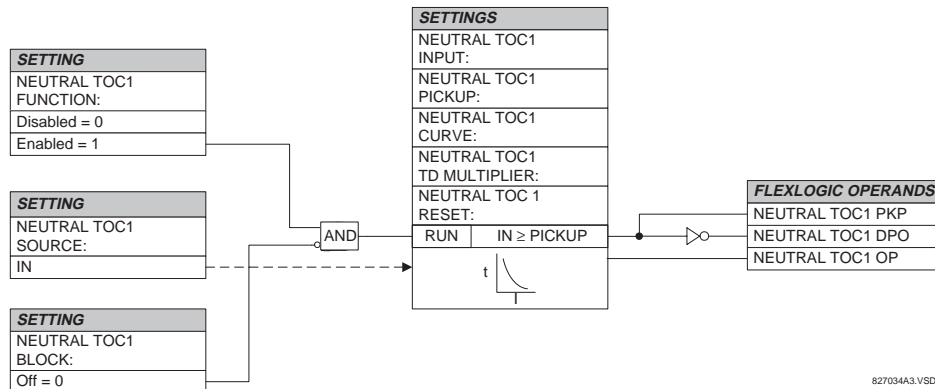 SETTING
NEUTRAL TOC1
FUNCTION:
Disabled = 0
Enabled = 1
SETTING
NEUTRAL TOC1
SOURCE:
IN
SETTING
NEUTRAL TOC1
BLOCK:
Off = 0
AND
SETTINGS
NEUTRAL TOC1
INPUT:
NEUTRAL TOC1
PICKUP:
NEUTRAL TOC1
CURVE:
NEUTRAL TOC1
TD MULTIPLIER:
NEUTRAL TOC 1
RESET:
RUN IN ≥ PICKUP
t
I
FLEXLOGIC OPERANDS
NEUTRAL TOC1 PKP
NEUTRAL TOC1 DPO
NEUTRAL TOC1 OP
827034A3.VSD